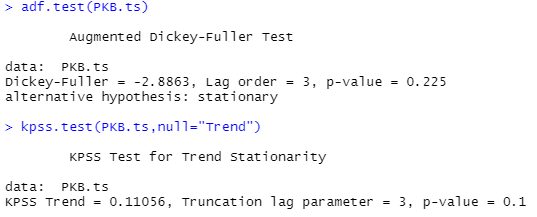 > adf.test(PKB.ts)
Augmented Dickey-Fuller Test
data:  PKB.ts
Dickey-Fuller = -2.8863, Lag order = 3, p-value = 0.225
alternative hypothesis: stationary
> kpss.test(PKB.ts,null="Trend")
KPSS Test for Trend Stationarity
data:  PKB.ts
KPSS Trend = 0.11056, Truncation lag parameter = 3, p-value = 0.1